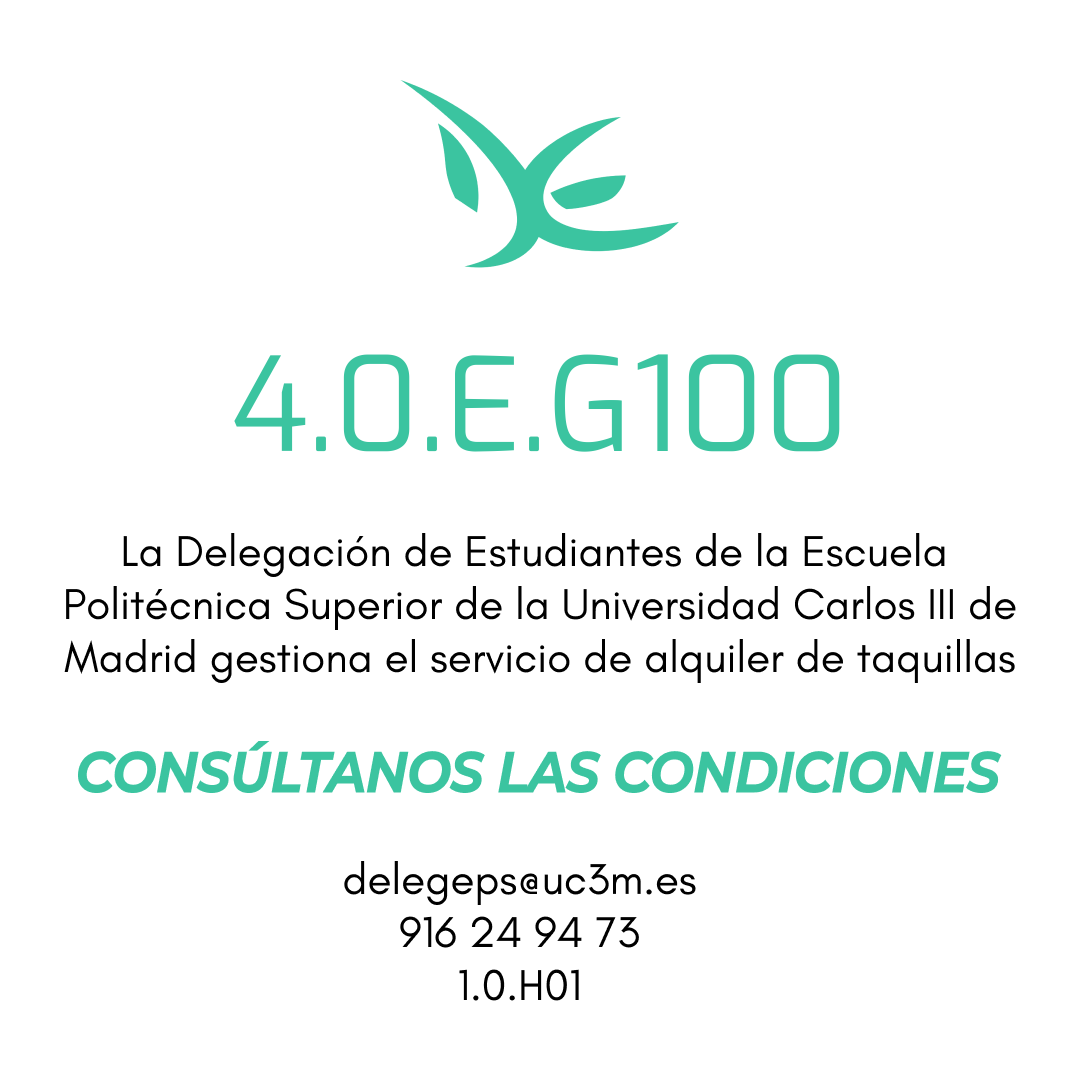 4.0.E.G100
La Delegación de Estudiantes de la Escuela
Politécnica Superior de la Universidad Carlos III de
Madrid gestiona el servicio de alquiler de taquillas
CONSÚLTANOS LAS CONDICIONES
delegeps@uc3m.es
916 24 94 73
1.0.H01